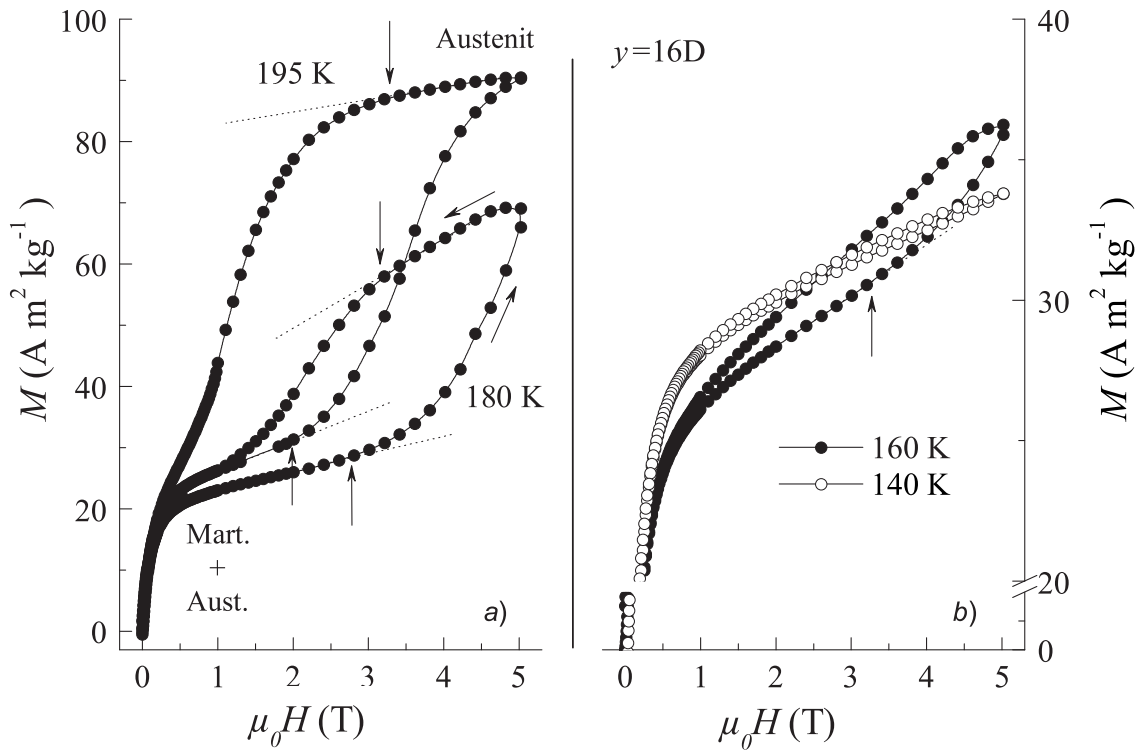 100
80
60
40
20
0
M (A m² kg⁻¹)
195 K
Austenit
180 K
Mart.
+
Aust.
a)
0 1 2 3 4 5
μ₀H (T)
y=16D
160 K
140 K
b)
40
30
20
0
M (A m² kg⁻¹)
0 1 2 3 4 5
μ₀H (T)